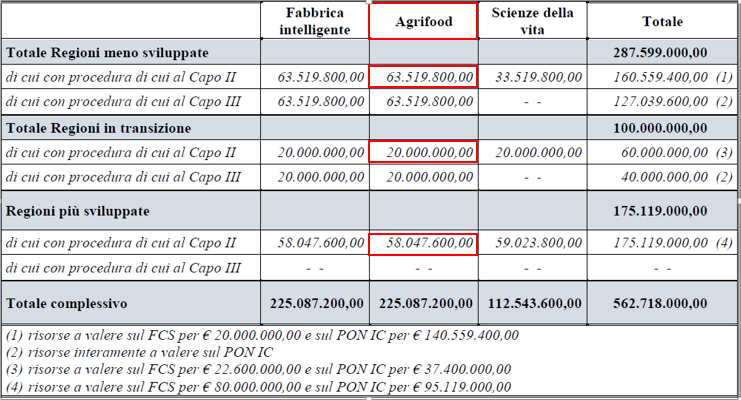 Fabbrica intelligente Agrifood Scienze della vita Totale
Totale Regioni meno sviluppate 287.599.000,00
di cui con procedura di cui al Capo II 63.519.800,00 63.519.800,00 33.519.800,00 160.559.400,00 (1)
di cui con procedura di cui al Capo III 63.519.800,00 63.519.800,00 - - 127.039.600,00 (2)
Totale Regioni in transizione 100.000.000,00
di cui con procedura di cui al Capo II 20.000.000,00 20.000.000,00 20.000.000,00 60.000.000,00 (3)
di cui con procedura di cui al Capo III 20.000.000,00 20.000.000,00 - - 40.000.000,00 (2)
Regioni più sviluppate 175.119.000,00
di cui con procedura di cui al Capo II 58.047.600,00 58.047.600,00 59.023.800,00 175.119.000,00 (4)
di cui con procedura di cui al Capo III - - - - - - - -
Totale complessivo 225.087.200,00 225.087.200,00 112.543.600,00 562.718.000,00
(1) risorse a valere sul FCS per € 20.000.000,00 e sul PON IC per € 140.559.400,00
(2) risorse interamente a valere sul PON IC
(3) risorse a valere sul FCS per € 22.600.000,00 e sul PON IC per € 37.400.000,00
(4) risorse a valere sul FCS per € 80.000.000,00 e sul PON IC per € 95.119.000,00